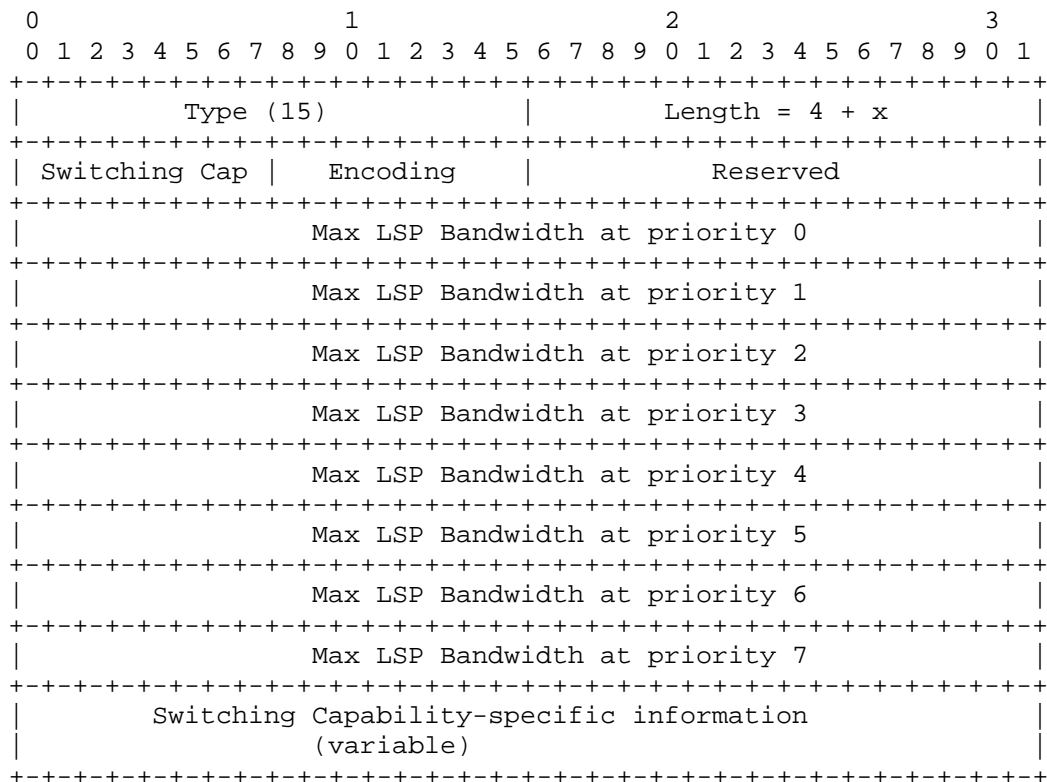 0                   1                   2                   3
 0 1 2 3 4 5 6 7 8 9 0 1 2 3 4 5 6 7 8 9 0 1 2 3 4 5 6 7 8 9 0 1
+-+-+-+-+-+-+-+-+-+-+-+-+-+-+-+-+-+-+-+-+-+-+-+-+-+-+-+-+-+-+-+-+
|          Type (15)            |        Length = 4 + x         |
+-+-+-+-+-+-+-+-+-+-+-+-+-+-+-+-+-+-+-+-+-+-+-+-+-+-+-+-+-+-+-+-+
| Switching Cap |   Encoding    |           Reserved            |
+-+-+-+-+-+-+-+-+-+-+-+-+-+-+-+-+-+-+-+-+-+-+-+-+-+-+-+-+-+-+-+-+
|                  Max LSP Bandwidth at priority 0              |
+-+-+-+-+-+-+-+-+-+-+-+-+-+-+-+-+-+-+-+-+-+-+-+-+-+-+-+-+-+-+-+-+
|                  Max LSP Bandwidth at priority 1              |
+-+-+-+-+-+-+-+-+-+-+-+-+-+-+-+-+-+-+-+-+-+-+-+-+-+-+-+-+-+-+-+-+
|                  Max LSP Bandwidth at priority 2              |
+-+-+-+-+-+-+-+-+-+-+-+-+-+-+-+-+-+-+-+-+-+-+-+-+-+-+-+-+-+-+-+-+
|                  Max LSP Bandwidth at priority 3              |
+-+-+-+-+-+-+-+-+-+-+-+-+-+-+-+-+-+-+-+-+-+-+-+-+-+-+-+-+-+-+-+-+
|                  Max LSP Bandwidth at priority 4              |
+-+-+-+-+-+-+-+-+-+-+-+-+-+-+-+-+-+-+-+-+-+-+-+-+-+-+-+-+-+-+-+-+
|                  Max LSP Bandwidth at priority 5              |
+-+-+-+-+-+-+-+-+-+-+-+-+-+-+-+-+-+-+-+-+-+-+-+-+-+-+-+-+-+-+-+-+
|                  Max LSP Bandwidth at priority 6              |
+-+-+-+-+-+-+-+-+-+-+-+-+-+-+-+-+-+-+-+-+-+-+-+-+-+-+-+-+-+-+-+-+
|                  Max LSP Bandwidth at priority 7              |
+-+-+-+-+-+-+-+-+-+-+-+-+-+-+-+-+-+-+-+-+-+-+-+-+-+-+-+-+-+-+-+-+
|        Switching Capability-specific information              |
|                  (variable)                                   |
+-+-+-+-+-+-+-+-+-+-+-+-+-+-+-+-+-+-+-+-+-+-+-+-+-+-+-+-+-+-+-+-+